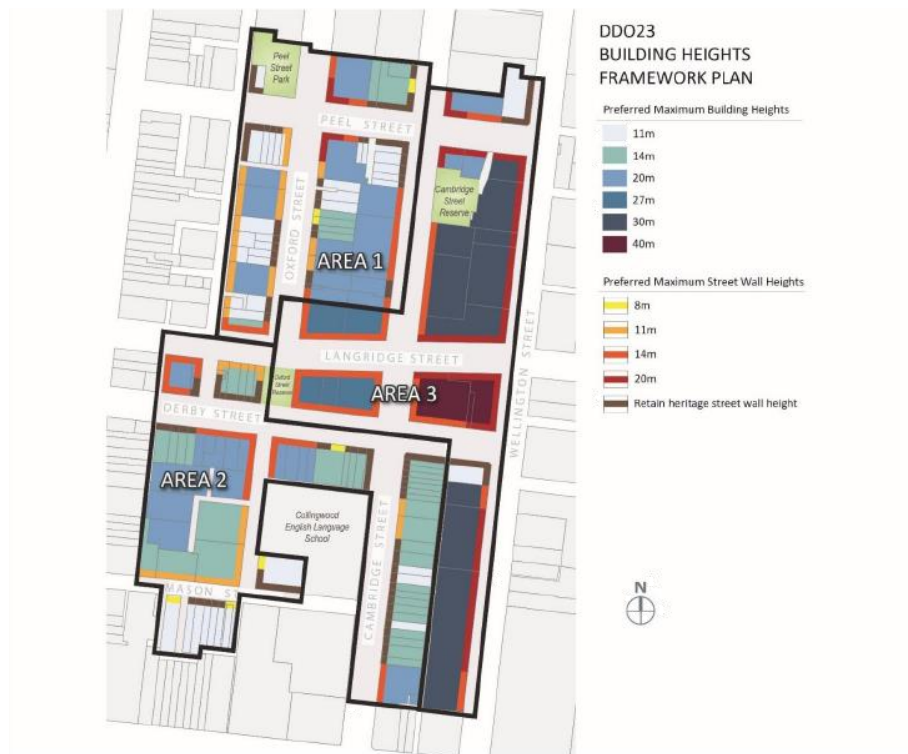 DDO23
BUILDING HEIGHTS
FRAMEWORK PLAN
Preferred Maximum Building Heights
11m
14m
20m
27m
30m
40m
Preferred Maximum Street Wall Heights
8m
11m
14m
20m
Retain heritage street wall height
Peel
Street
Park
PEEL STREET
Cambridge
Street
Reserve
OXFORD STREET
AREA 1
LANGRIDGE STREET
WELLINGTON STREET
Oxford
Street
Reserve
AREA 3
DERBY STREET
AREA 2
Collingwood
English Language
School
CAMBRIDGE STREET
MASON ST
N